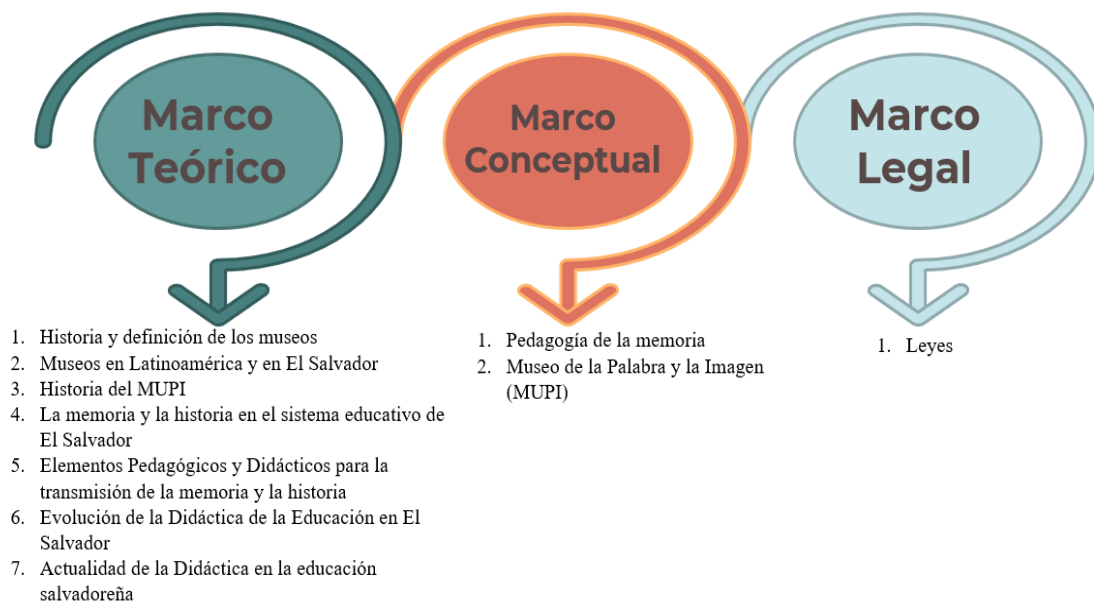 Marco
Teórico
1. Historia y definición de los museos
2. Museos en Latinoamérica y en El Salvador
3. Historia del MUPI
4. La memoria y la historia en el sistema educativo de
El Salvador
5. Elementos Pedagógicos y Didácticos para la
transmisión de la memoria y la historia
6. Evolución de la Didáctica de la Educación en El
Salvador
7. Actualidad de la Didáctica en la educación
salvadoreña
Marco
Conceptual
1. Pedagogía de la memoria
2. Museo de la Palabra y la Imagen
(MUPI)
Marco
Legal
1. Leyes